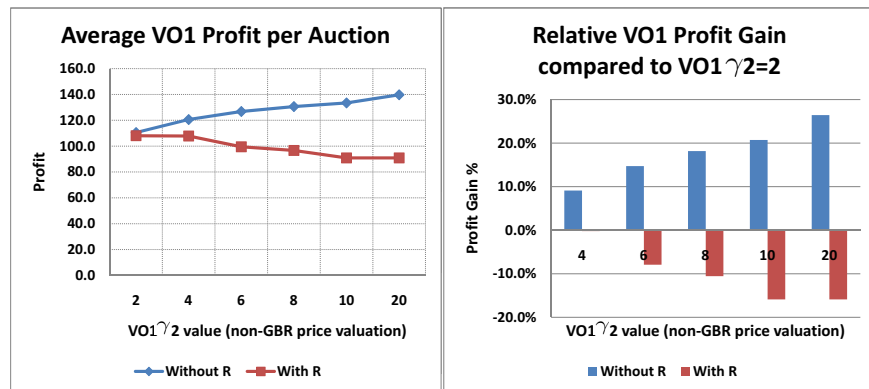 Average VO1 Profit per Auction
160.0
140.0
120.0
100.0
80.0
60.0
40.0
20.0
0.0
Profit
2 4 6 8 10 20
VO1γ2 value (non-GBR price valuation)
Without R With R
Relative VO1 Profit Gain
compared to VO1γ2=2
30.0%
20.0%
10.0%
0.0%
-10.0%
-20.0%
Profit Gain %
4 6 8 10 20
VO1γ2 value (non-GBR price valuation)
Without R With R